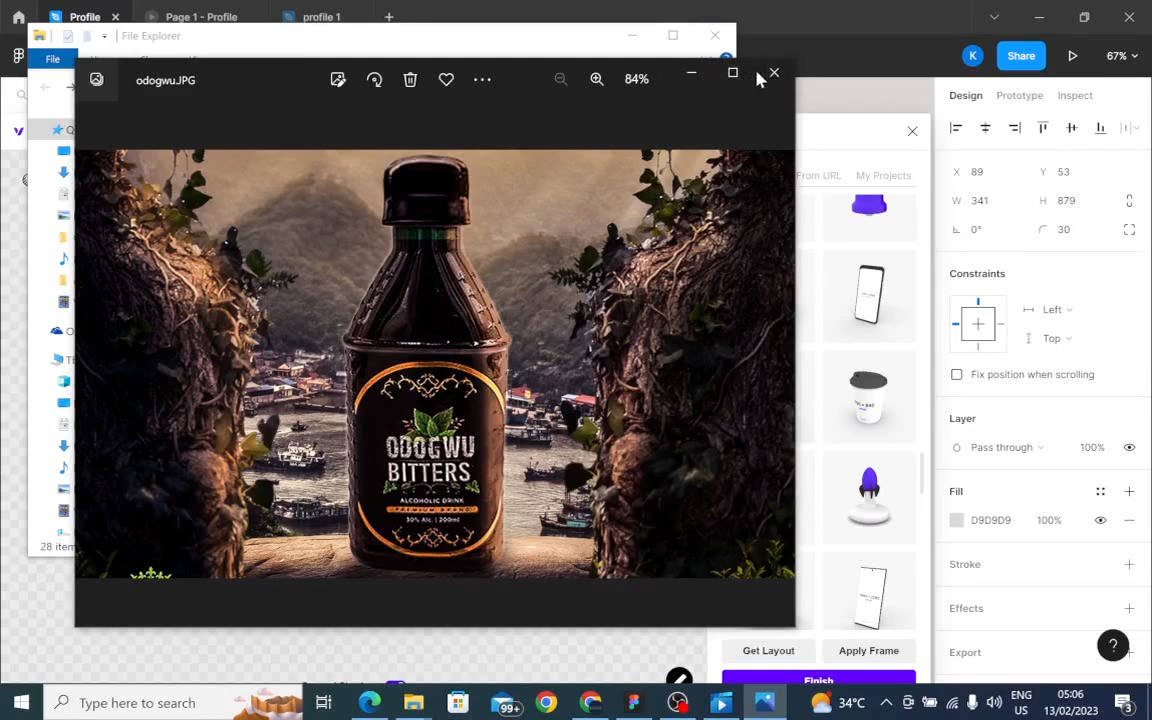 Profile
Page 1 - Profile
profile 1
File Explorer
File
odogwu.JPG
84%
K
Share
67%
From URL
My Projects
Design
Prototype
Inspect
X 89
Y 53
W 341
H 879
0°
30
Constraints
Left
Top
Fix position when scrolling
Layer
Pass through
100%
Fill
D9D9D9
100%
Stroke
Effects
Export
ODOGWU
BITTERS
ALCOHOLIC DRINK
30% Alc. | 200ml
28 item
Get Layout
Apply Frame
Finish
?
Type here to search
99+
34°C
ENG
US
05:06
13/02/2023
3